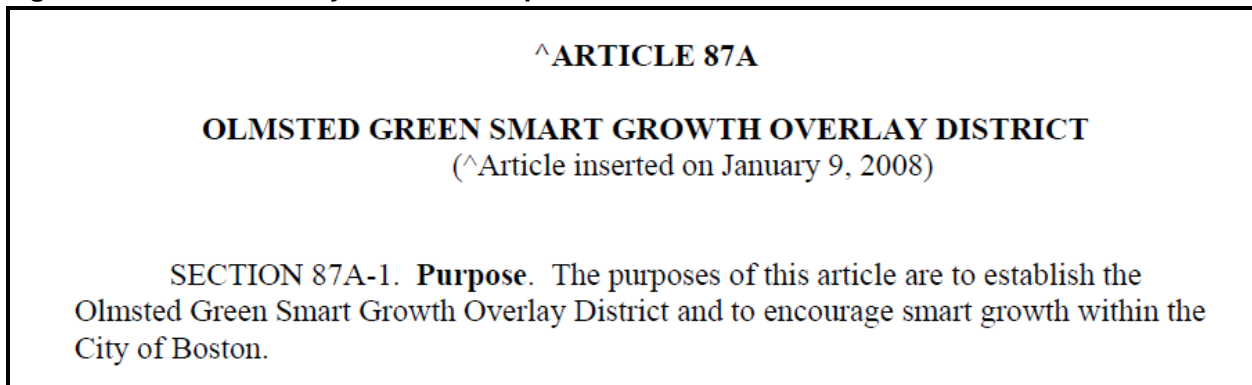 ^ARTICLE 87A
OLMSTED GREEN SMART GROWTH OVERLAY DISTRICT
(^Article inserted on January 9, 2008)
SECTION 87A-1. Purpose. The purposes of this article are to establish the
Olmsted Green Smart Growth Overlay District and to encourage smart growth within the
City of Boston.